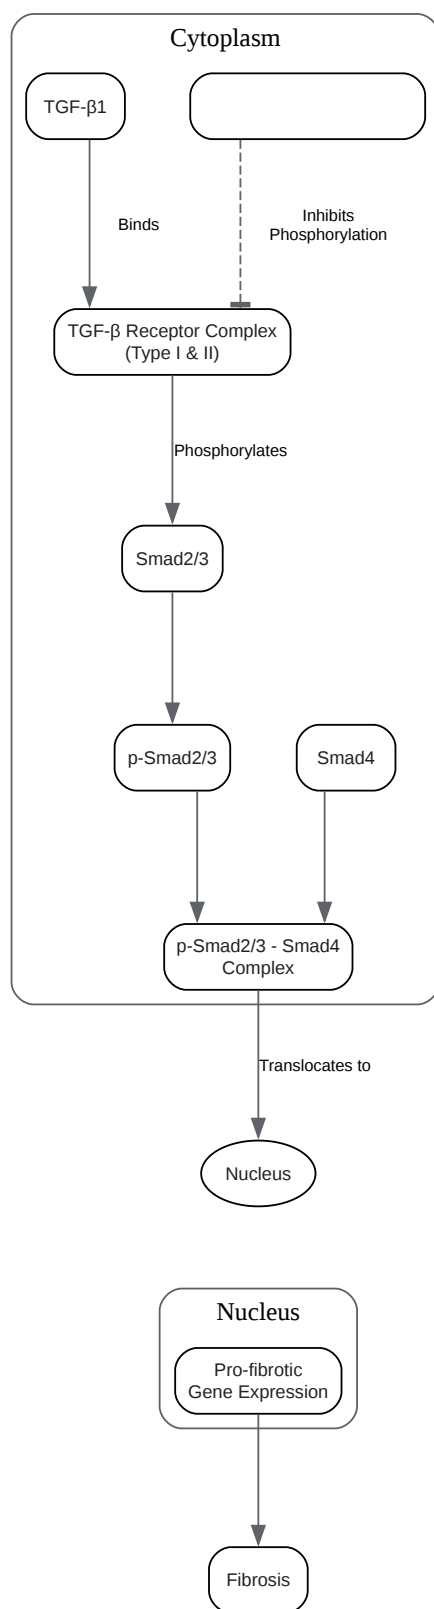 Cytoplasm
TGF-β1
Binds
Inhibits
Phosphorylation
TGF-β Receptor Complex
(Type I & II)
Phosphorylates
Smad2/3
p-Smad2/3
Smad4
p-Smad2/3 - Smad4
Complex
Translocates to
Nucleus
Nucleus
Pro-fibrotic
Gene Expression
Fibrosis